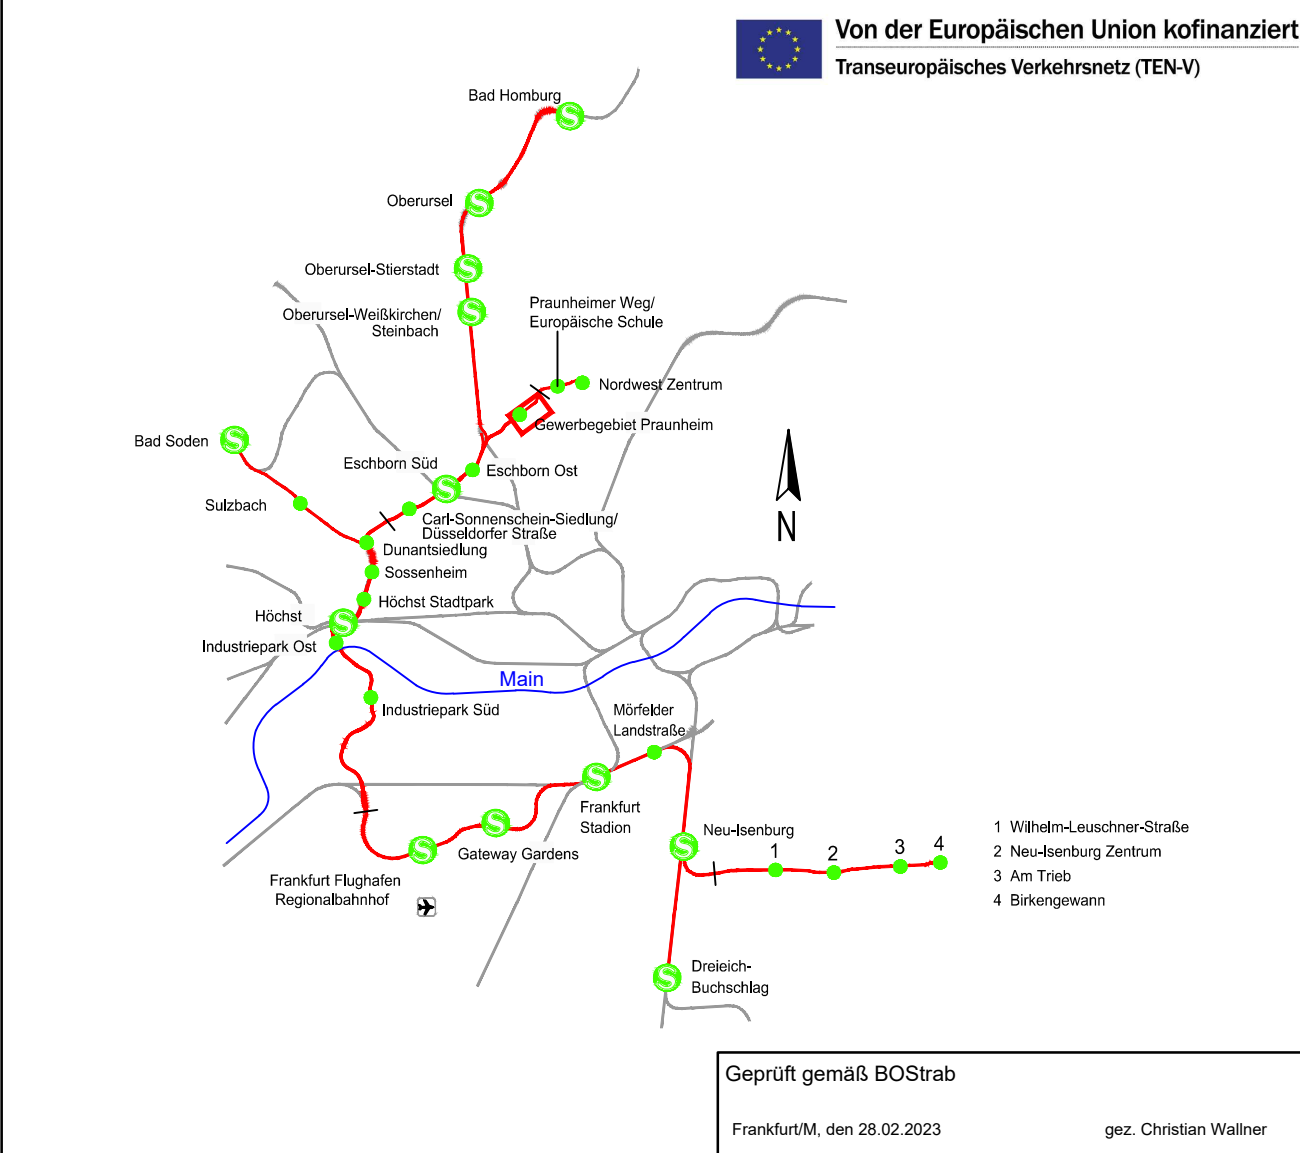 Von der Europäischen Union kofinanziert
Transeuropäisches Verkehrsnetz (TEN-V)
Bad Homburg
Oberursel
Oberursel-Stierstadt
Oberursel-Weißkirchen/
Steinbach
Praunheimer Weg/
Europäische Schule
Nordwest Zentrum
Gewerbegebiet Praunheim
Bad Soden
Eschborn Süd
Eschborn Ost
Sulzbach
Carl-Sonnenschein-Siedlung/
Düsseldorfer Straße
Dunantsiedlung
Sossenheim
Höchst Stadtpark
Höchst
Industriepark Ost
N
Main
Industriepark Süd
Mörfelder
Landstraße
Frankfurt
Stadion
Gateway Gardens
Frankfurt Flughafen
Regionalbahnhof
Neu-Isenburg
1 2 3 4
1 Wilhelm-Leuschner-Straße
2 Neu-Isenburg Zentrum
3 Am Trieb
4 Birkengewann
Dreieich-
Buchschlag
Geprüft gemäß BOStrab
Frankfurt/M, den 28.02.2023 gez. Christian Wallner